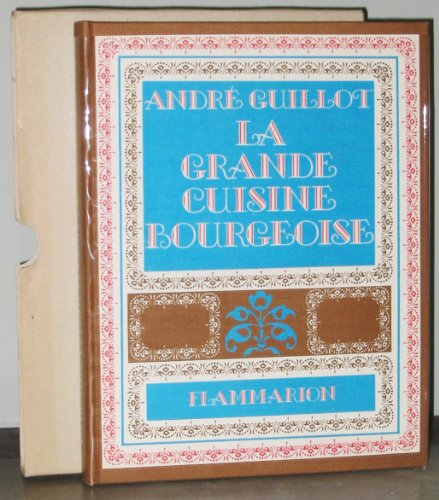 ANDRÉ GUILLOT
LA
GRANDE
CUISINE
BOURGEOISE
FLAMMARION